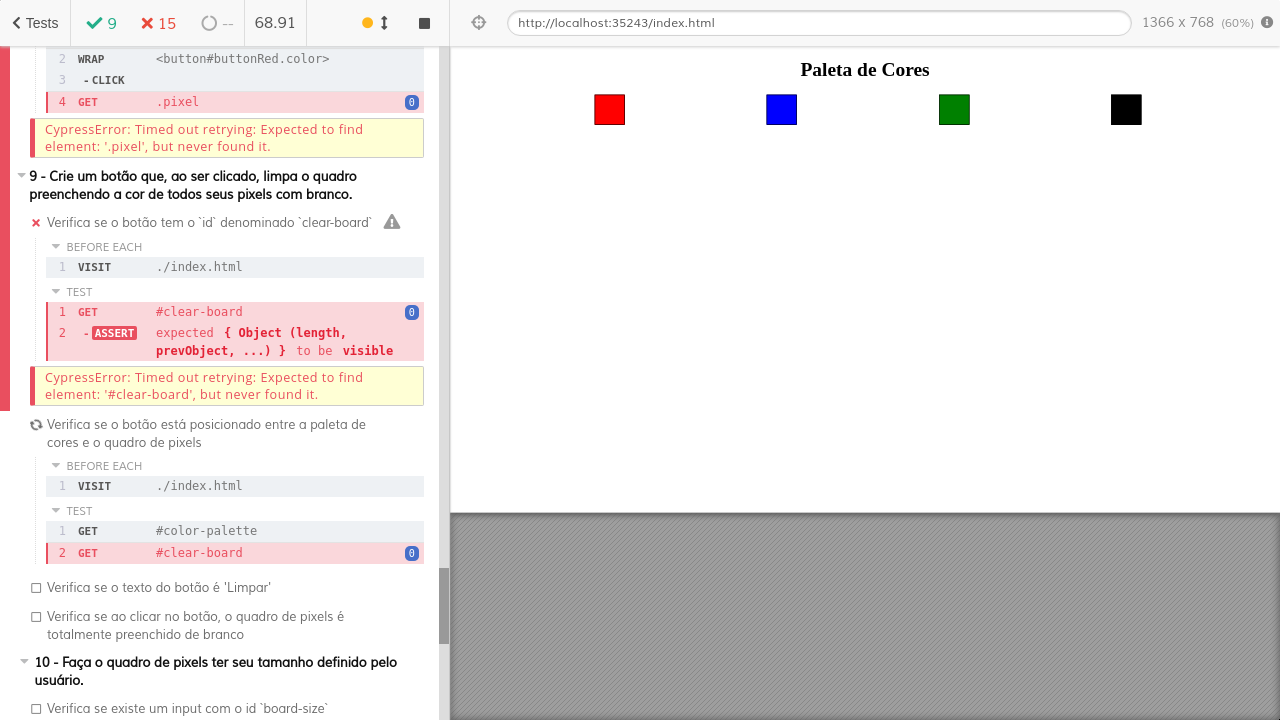 Tests 9 15 -- 68.91
http://localhost:35243/index.html 1366 x 768 (60%)
2 WRAP <button#buttonRed.color>
3 -CLICK
4 GET .pixel 0
CypressError: Timed out retrying: Expected to find
element: '.pixel', but never found it.
9 - Crie um botão que, ao ser clicado, limpa o quadro
preenchendo a cor de todos seus pixels com branco.
Verifica se o botão tem o `id` denominado `clear-board`
BEFORE EACH
1 VISIT ./index.html
TEST
1 GET #clear-board 0
2 -ASSERT expected { Object (length,
prevObject, ...) } to be visible
CypressError: Timed out retrying: Expected to find
element: '#clear-board', but never found it.
Verifica se o botão está posicionado entre a paleta de
cores e o quadro de pixels
BEFORE EACH
1 VISIT ./index.html
TEST
1 GET #color-palette
2 GET #clear-board 0
Verifica se o texto do botão é 'Limpar'
Verifica se ao clicar no botão, o quadro de pixels é
totalmente preenchido de branco
10 - Faça o quadro de pixels ter seu tamanho definido pelo
usuário.
Verifica se existe um input com o id `board-size`
Paleta de Cores